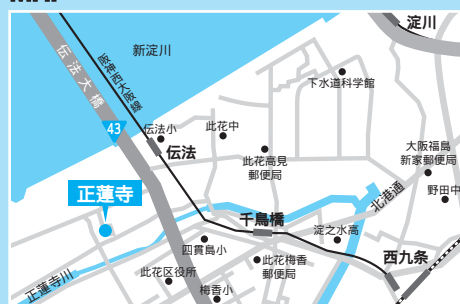 淀川
新淀川
伝法大橋
阪神西大阪線
下水道科学館
43
伝法小
此花中
伝法
此花高見
郵便局
大阪福島
新家郵便局
野田中
正蓮寺
北港通
千鳥橋
淀之水高
四貫島小
西九条
正蓮寺川
此花区役所
此花梅香
郵便局
梅香小